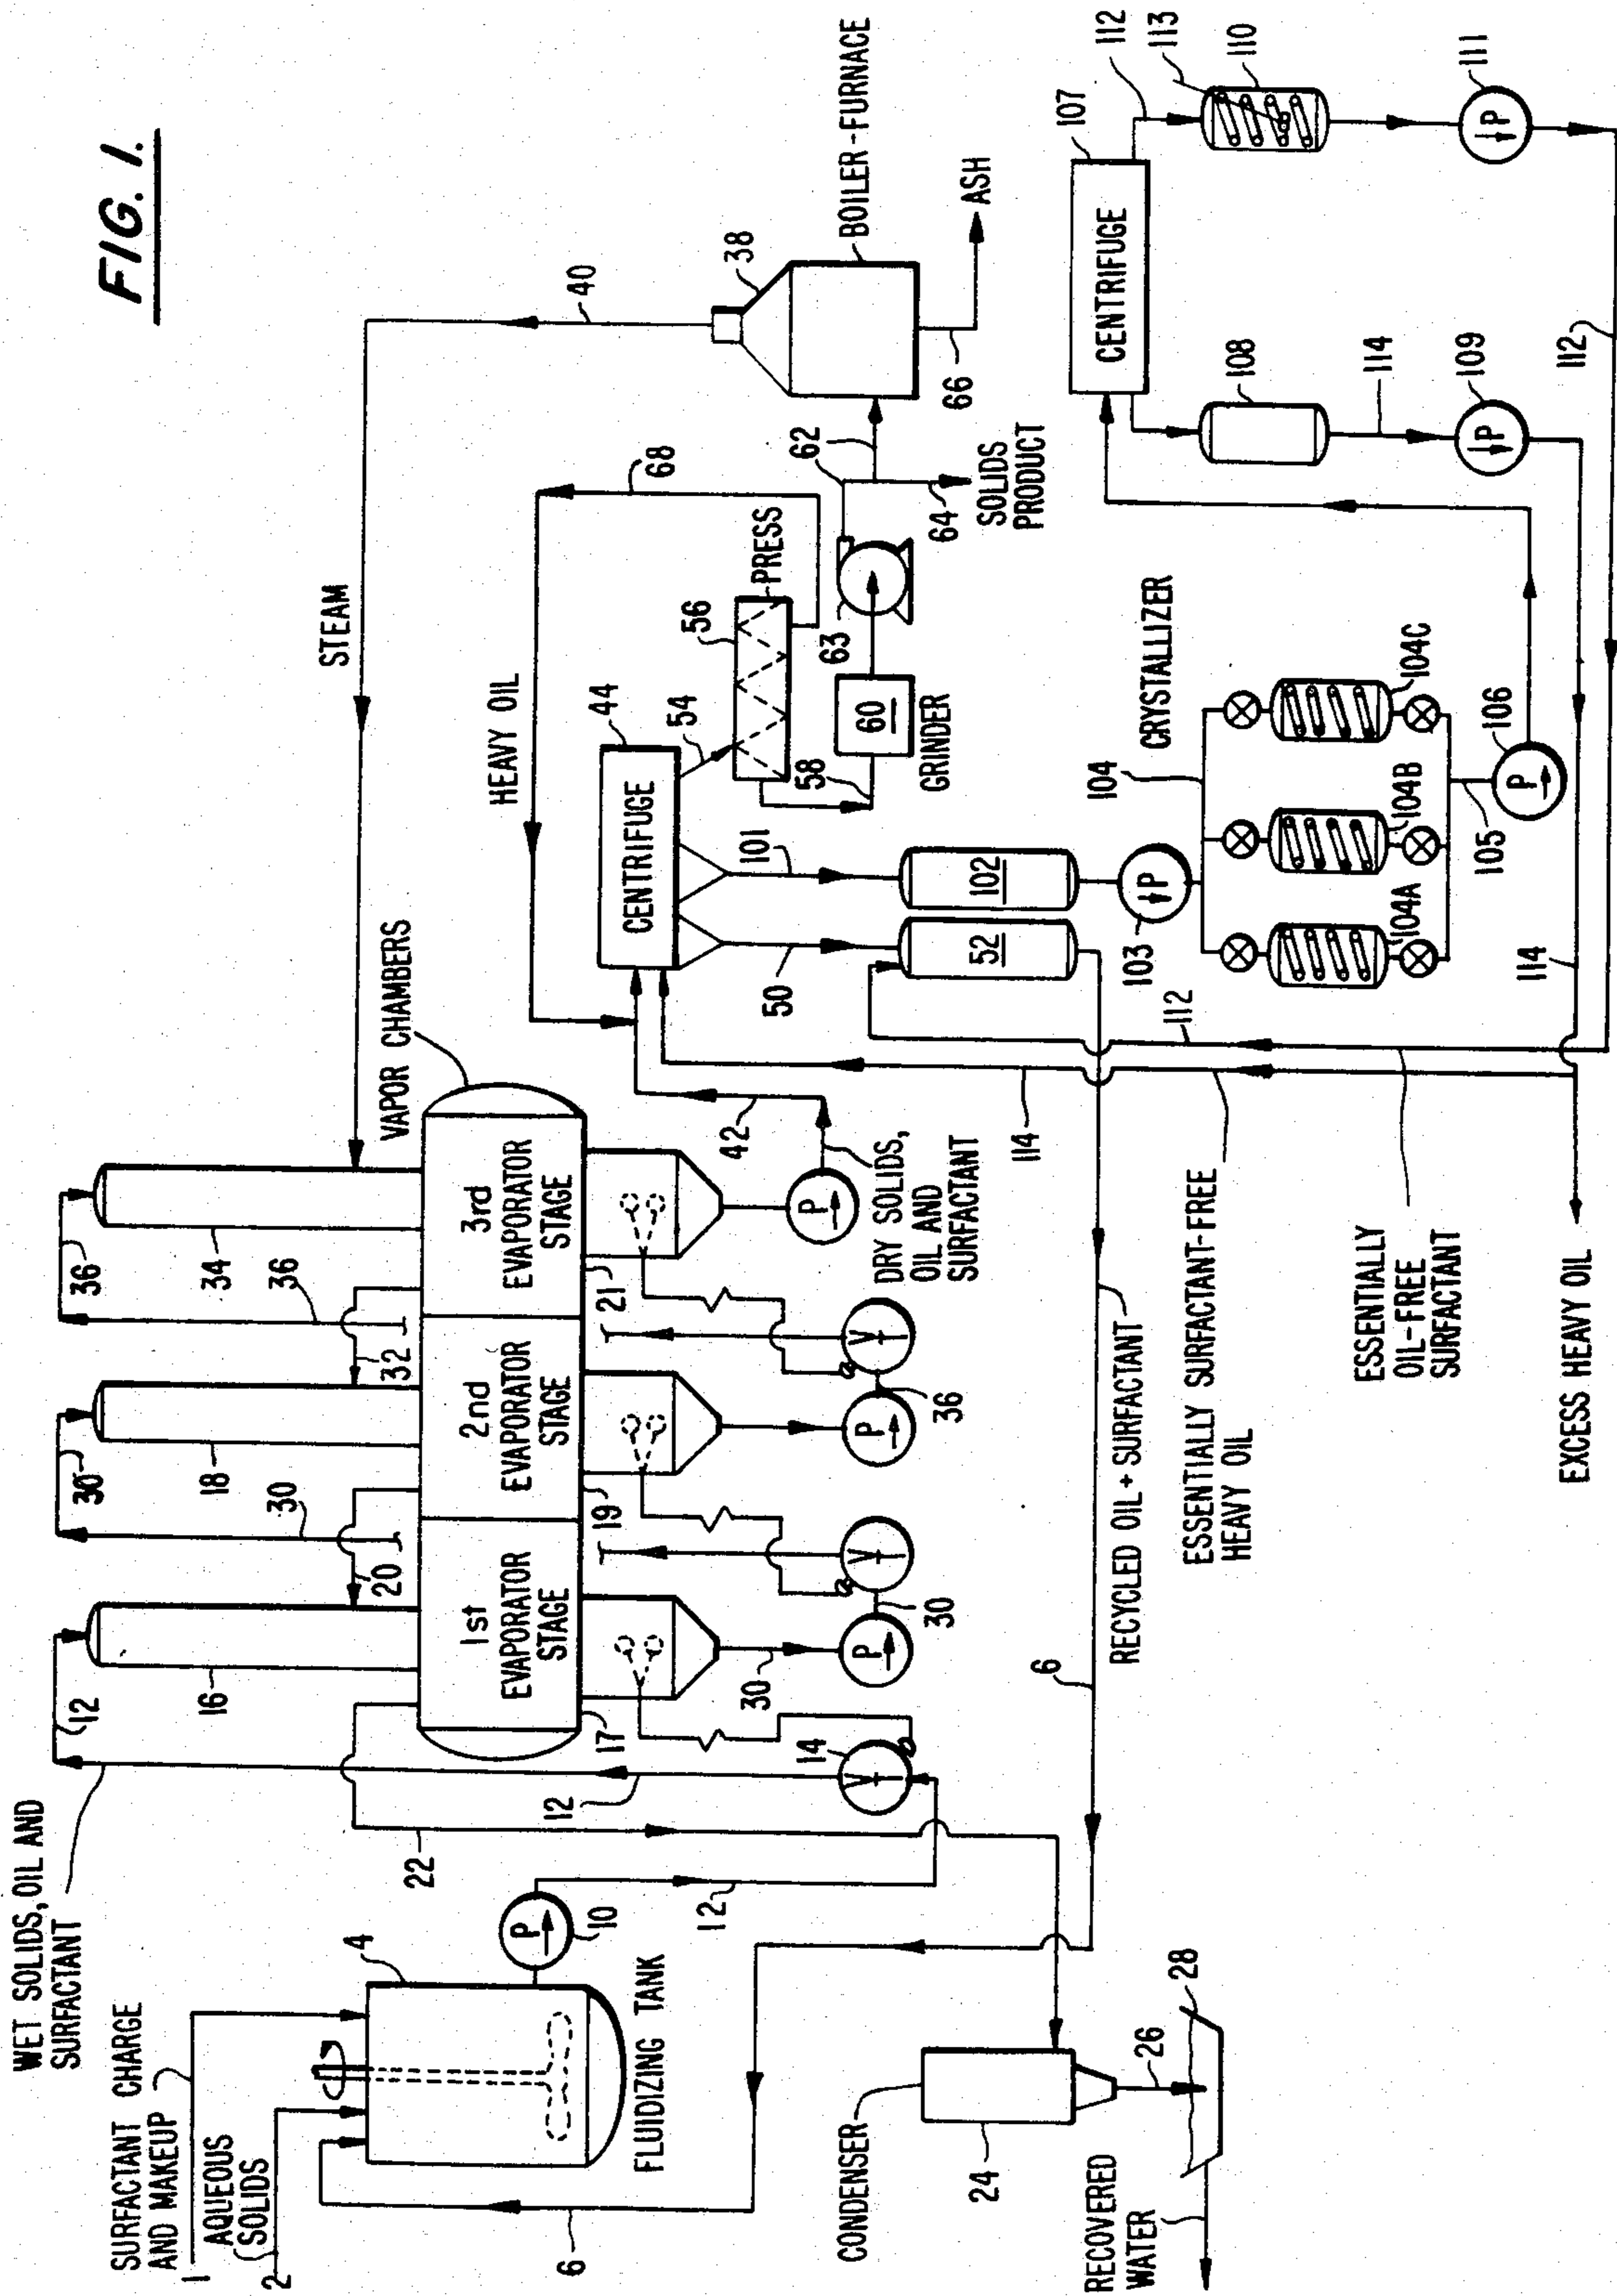 FIG. 1.
WET SOLIDS, OIL AND
SURFACTANT
SURFACTANT CHARGE
AND MAKEUP
1
AQUEOUS
SOLIDS
2
6
4
FLUIDIZING TANK
P
10
12
12
12
22
V
14
16
17
1st
EVAPORATOR
STAGE
20
30
30
18
19
2nd
EVAPORATOR
STAGE
32
36
36
34
21
3rd
EVAPORATOR
STAGE
VAPOR CHAMBERS
STEAM
40
30
P
30
V
P
36
V
P
DRY SOLIDS,
OIL AND
SURFACTANT
42
HEAVY OIL
68
44
CENTRIFUGE
54
56
PRESS
58
60
GRINDER
63
62
64
SOLIDS
PRODUCT
38
BOILER-FURNACE
66
ASH
50
101
52
102
P
103
104
CRYSTALLIZER
104A
104B
104C
105
P
106
107
CENTRIFUGE
108
114
P
109
112
113
110
P
111
112
114
112
114
6
RECYCLED OIL + SURFACTANT
ESSENTIALLY SURFACTANT-FREE
HEAVY OIL
ESSENTIALLY
OIL-FREE
SURFACTANT
EXCESS HEAVY OIL
CONDENSER
24
26
28
RECOVERED
WATER